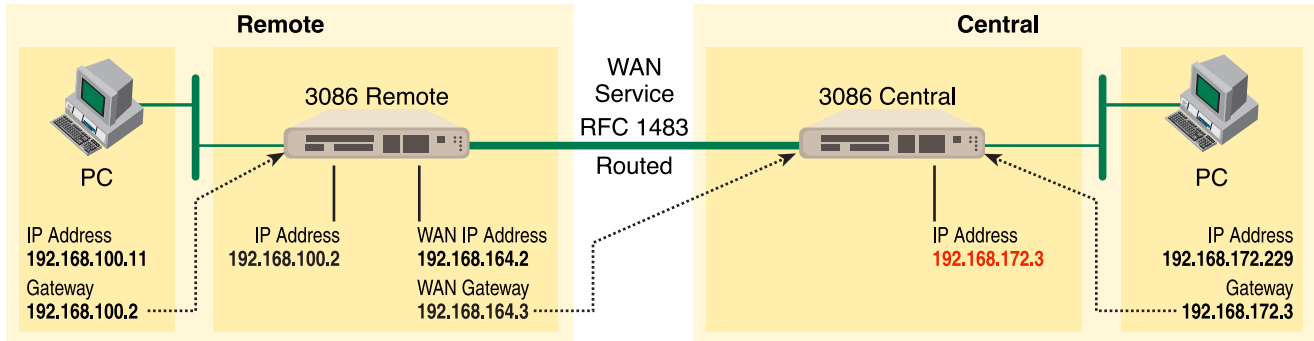 Remote
Central
WAN
Service
RFC 1483
Routed
3086 Remote
3086 Central
PC
PC
IP Address
192.168.100.11
Gateway
192.168.100.2
IP Address
192.168.100.2
WAN IP Address
192.168.164.2
WAN Gateway
192.168.164.3
IP Address
192.168.172.3
IP Address
192.168.172.229
Gateway
192.168.172.3